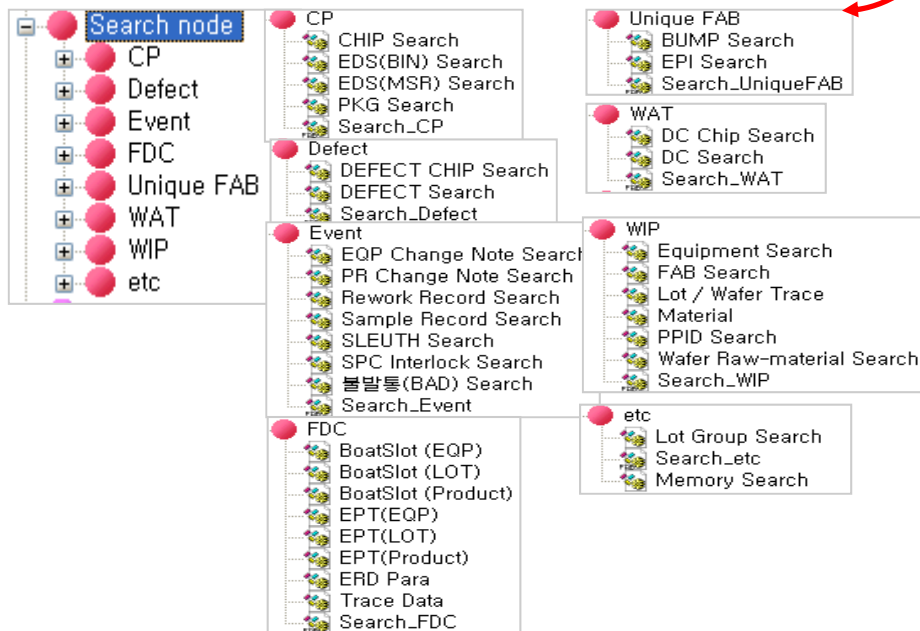 Search node
CP
Defect
Event
FDC
Unique FAB
WAT
WIP
etc
CP
CHIP Search
EDS(BIN) Search
EDS(MSR) Search
PKG Search
Search_CP
Defect
DEFECT CHIP Search
DEFECT Search
Search_Defect
Event
EQP Change Note Search
PR Change Note Search
Rework Record Search
Sample Record Search
SLEUTH Search
SPC Interlock Search
불발통(BAD) Search
Search_Event
FDC
BoatSlot (EQP)
BoatSlot (LOT)
BoatSlot (Product)
EPT(EQP)
EPT(LOT)
EPT(Product)
ERD Para
Trace Data
Search_FDC
Unique FAB
BUMP Search
EPI Search
Search_UniqueFAB
WAT
DC Chip Search
DC Search
Search_WAT
WIP
Equipment Search
FAB Search
Lot / Wafer Trace
Material
PPID Search
Wafer Raw-material Search
Search_WIP
etc
Lot Group Search
Search_etc
Memory Search